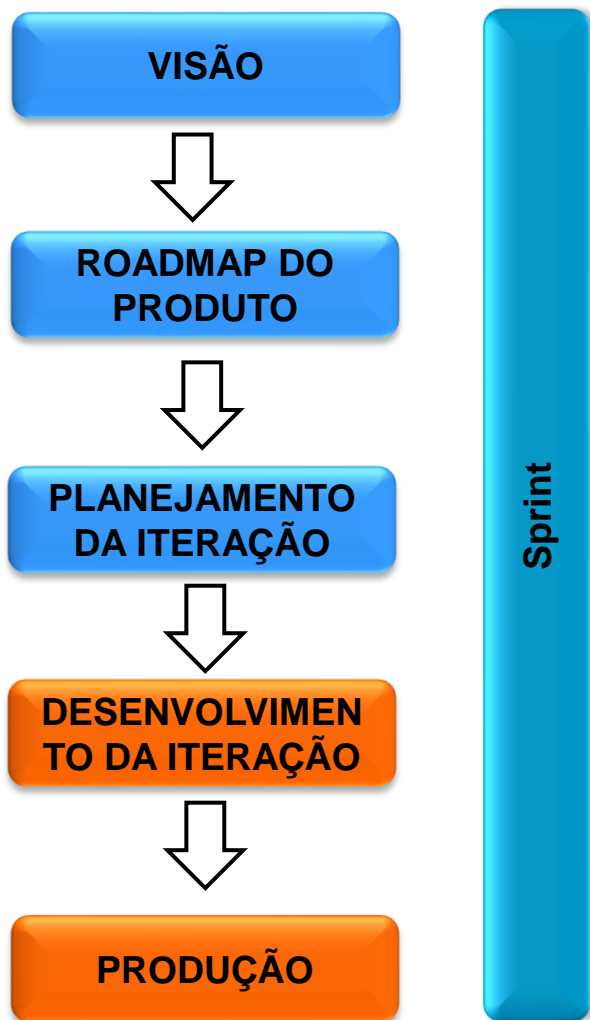 VISÃO
ROADMAP DO
PRODUTO
PLANEJAMENTO
DA ITERAÇÃO
DESENVOLVIMEN
TO DA ITERAÇÃO
PRODUÇÃO
Sprint